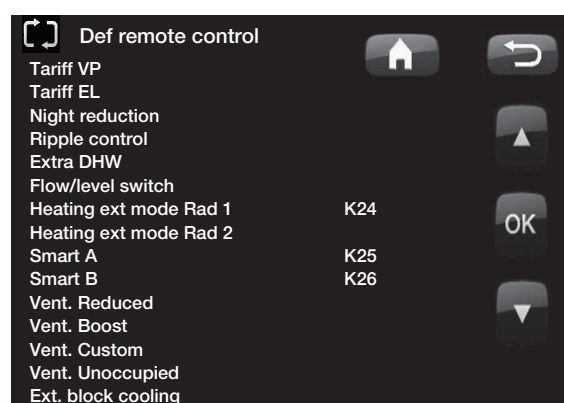 Def remote control
Tariff VP
Tariff EL
Night reduction
Ripple control
Extra DHW
Flow/level switch
Heating ext mode Rad 1 K24
Heating ext mode Rad 2
OK
Smart A K25
Smart B K26
Vent. Reduced
Vent. Boost
Vent. Custom
Vent. Unoccupied
Ext. block cooling